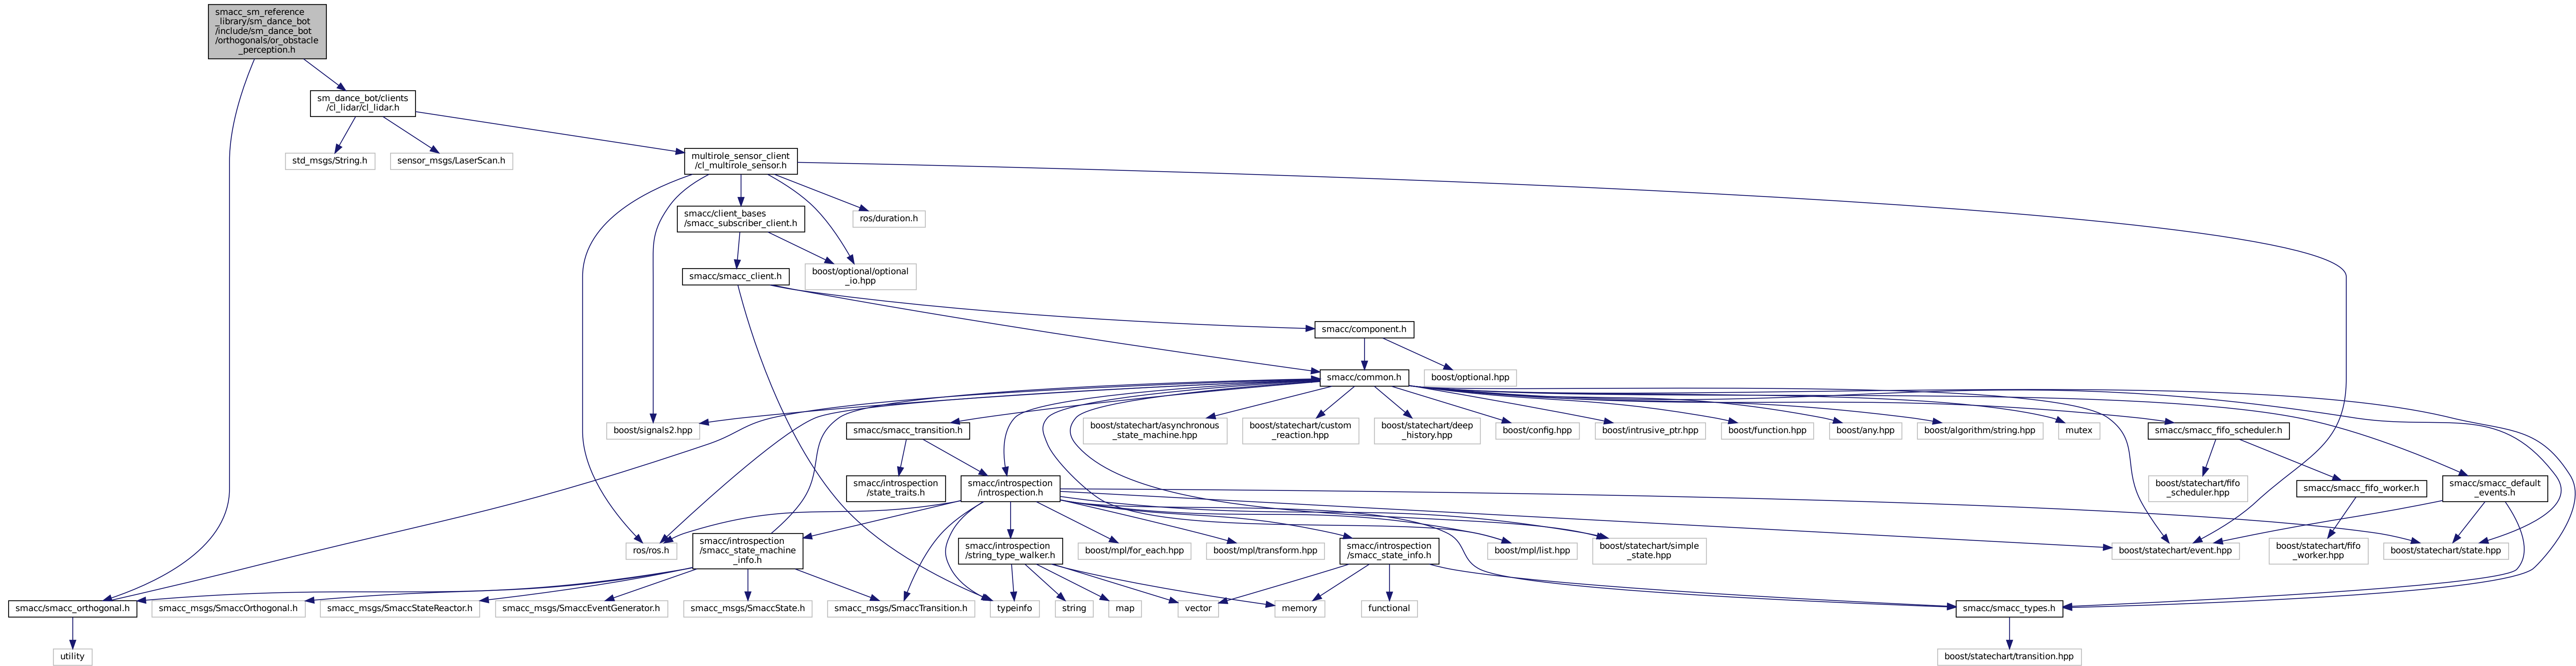 smacc_sm_reference
_library/sm_dance_bot
/include/sm_dance_bot
/orthogonals/or_obstacle
_perception.h
sm_dance_bot/clients
/cl_lidar/cl_lidar.h
std_msgs/String.h
sensor_msgs/LaserScan.h
multirole_sensor_client
/cl_multirole_sensor.h
smacc/client_bases
/smacc_subscriber_client.h
ros/duration.h
smacc/smacc_client.h
boost/optional/optional
_io.hpp
smacc/component.h
smacc/common.h
boost/optional.hpp
boost/signals2.hpp
smacc/smacc_transition.h
boost/statechart/asynchronous
_state_machine.hpp
boost/statechart/custom
_reaction.hpp
boost/statechart/deep
_history.hpp
boost/config.hpp
boost/intrusive_ptr.hpp
boost/function.hpp
boost/any.hpp
boost/algorithm/string.hpp
mutex
smacc/smacc_fifo_scheduler.h
smacc/introspection
/state_traits.h
smacc/introspection
/introspection.h
boost/statechart/fifo
_scheduler.hpp
smacc/smacc_fifo_worker.h
smacc/smacc_default
_events.h
ros/ros.h
smacc/introspection
/smacc_state_machine
_info.h
smacc/introspection
/string_type_walker.h
boost/mpl/for_each.hpp
boost/mpl/transform.hpp
smacc/introspection
/smacc_state_info.h
boost/mpl/list.hpp
boost/statechart/simple
_state.hpp
boost/statechart/event.hpp
boost/statechart/fifo
_worker.hpp
boost/statechart/state.hpp
smacc/smacc_orthogonal.h
smacc_msgs/SmaccOrthogonal.h
smacc_msgs/SmaccStateReactor.h
smacc_msgs/SmaccEventGenerator.h
smacc_msgs/SmaccState.h
smacc_msgs/SmaccTransition.h
typeinfo
string
map
vector
memory
functional
smacc/smacc_types.h
utility
boost/statechart/transition.hpp